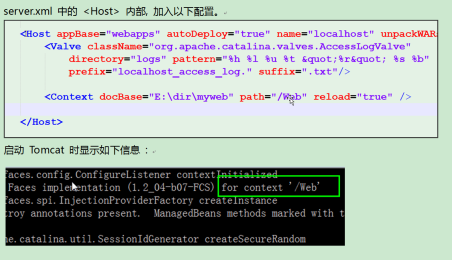 server.xml 中的 <Host> 内部, 加入以下配置。
<Host appBase="webapps" autoDeploy="true" name="localhost" unpackWAR
<Valve className="org.apache.catalina.valves.AccessLogValve"
directory="logs" pattern="%h %l %u %t &quot;%r&quot; %s %b"
prefix="localhost_access_log." suffix=".txt"/>
<Context docBase="E:\dir\myweb" path="/Web" reload="true" />
</Host>
启动 Tomcat 时显示如下信息 :
faces.config.ConfigureListener contextInitialized
Faces implementation (1.2_04-b07-FCS) for context '/Web'
faces.spi.InjectionProviderFactory createInstance
troy annotations present. ManagedBeans methods marked with t
ne.catalina.util.SessionIdGenerator createSecureRandom